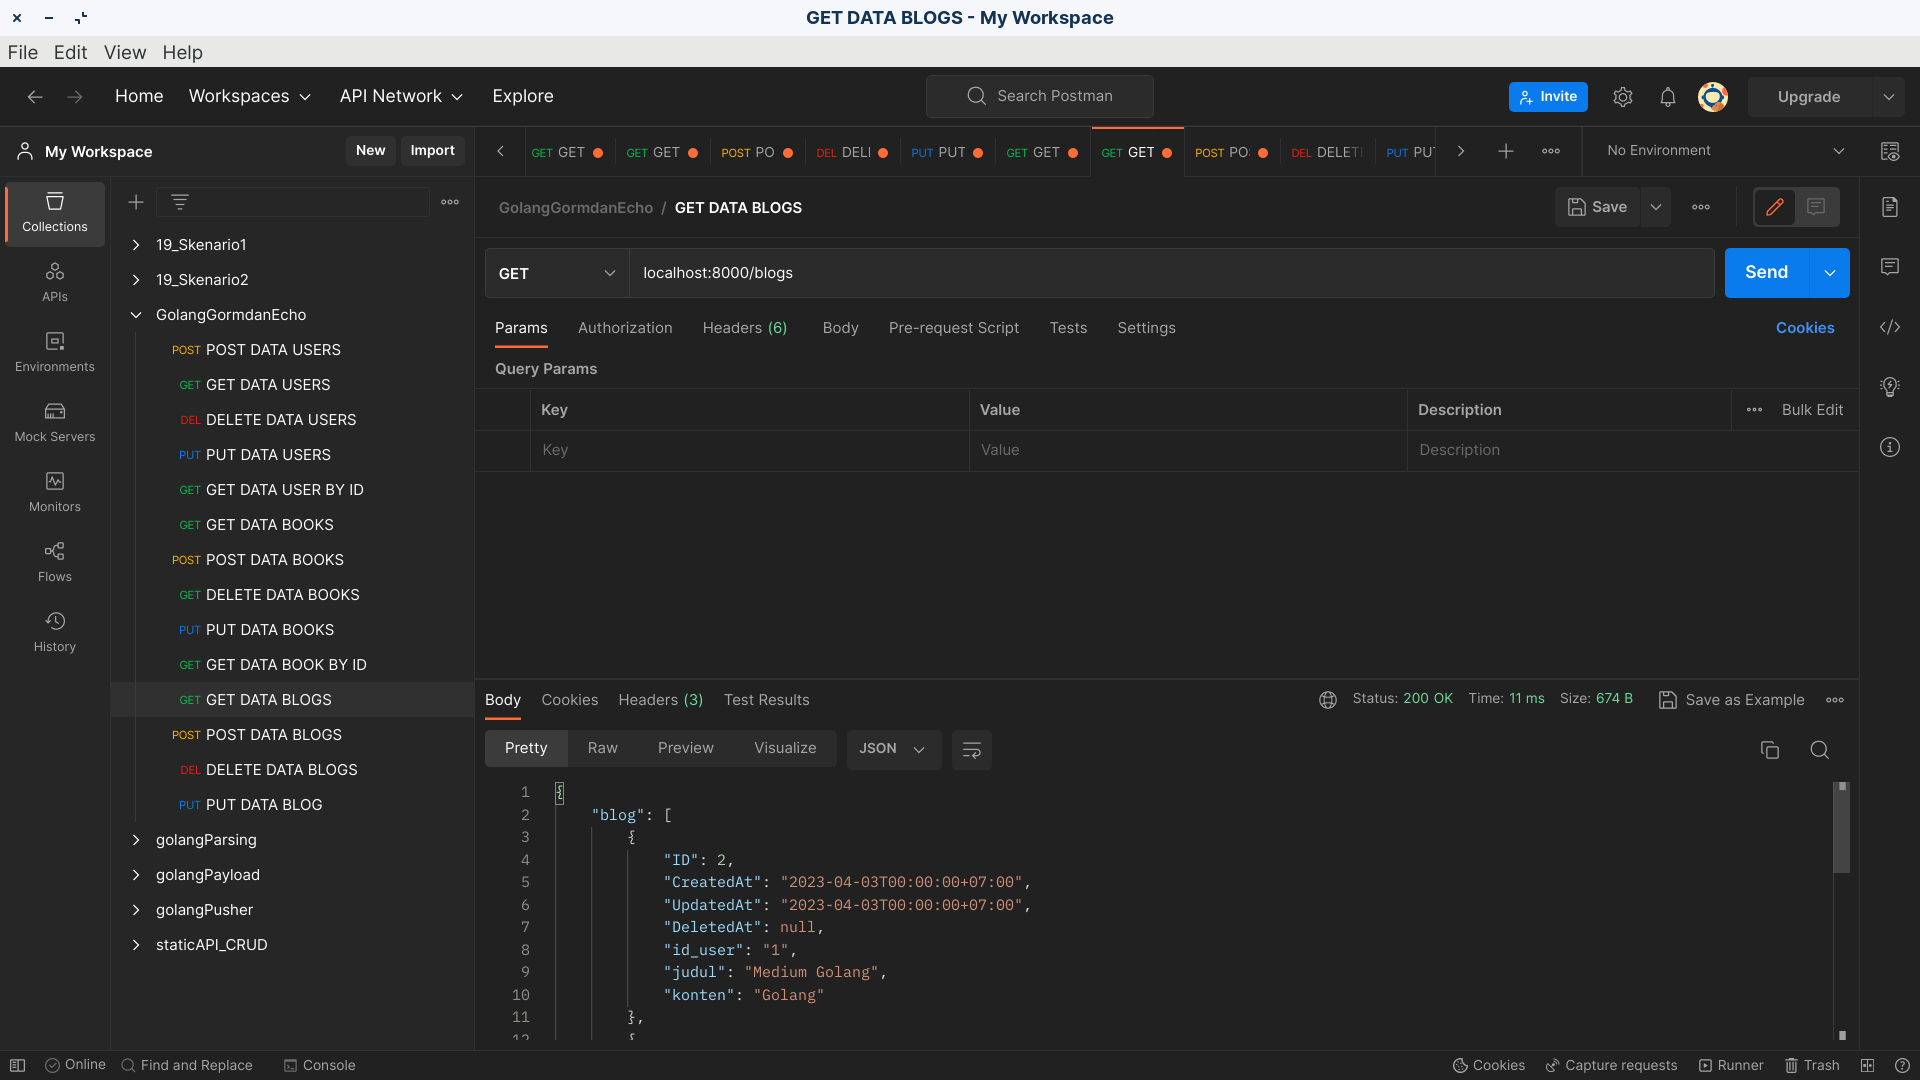 GET DATA BLOGS - My Workspace
File Edit View Help
Home Workspaces API Network Explore Search Postman Invite Upgrade
My Workspace New Import
GET GET GET GET POST PO DEL DELI PUT PUT GET GET GET GET POST PO DEL DELET PUT PU No Environment
Collections
APIs
Environments
Mock Servers
Monitors
Flows
History
19_Skenario1
19_Skenario2
GolangGormdanEcho
POST POST DATA USERS
GET GET DATA USERS
DEL DELETE DATA USERS
PUT PUT DATA USERS
GET GET DATA USER BY ID
GET GET DATA BOOKS
POST POST DATA BOOKS
GET DELETE DATA BOOKS
PUT PUT DATA BOOKS
GET GET DATA BOOK BY ID
GET GET DATA BLOGS
POST POST DATA BLOGS
DEL DELETE DATA BLOGS
PUT PUT DATA BLOG
golangParsing
golangPayload
golangPusher
staticAPI_CRUD
GolangGormdanEcho / GET DATA BLOGS Save
GET localhost:8000/blogs Send
Params Authorization Headers (6) Body Pre-request Script Tests Settings Cookies
Query Params
Key Value Description Bulk Edit
Key Value Description
Body Cookies Headers (3) Test Results Status: 200 OK Time: 11 ms Size: 674 B Save as Example
Pretty Raw Preview Visualize JSON
1 {
2 "blog": [
3 {
4 "ID": 2,
5 "CreatedAt": "2023-04-03T00:00:00+07:00",
6 "UpdatedAt": "2023-04-03T00:00:00+07:00",
7 "DeletedAt": null,
8 "id_user": "1",
9 "judul": "Medium Golang",
10 "konten": "Golang"
11 },
12 {
Online Find and Replace Console Cookies Capture requests Runner Trash